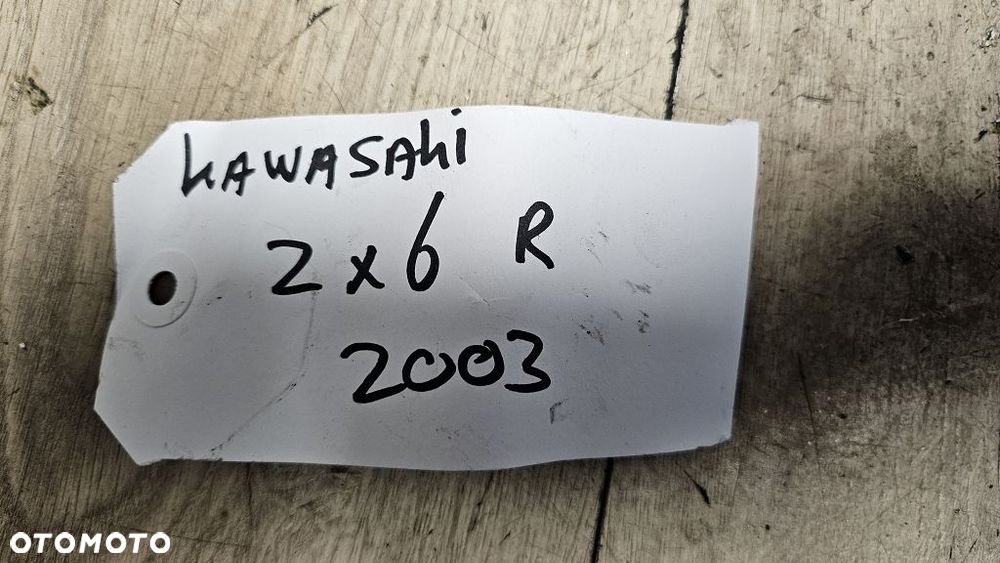 KAWASAKi
Zx6 R
2003
OTOMOTO